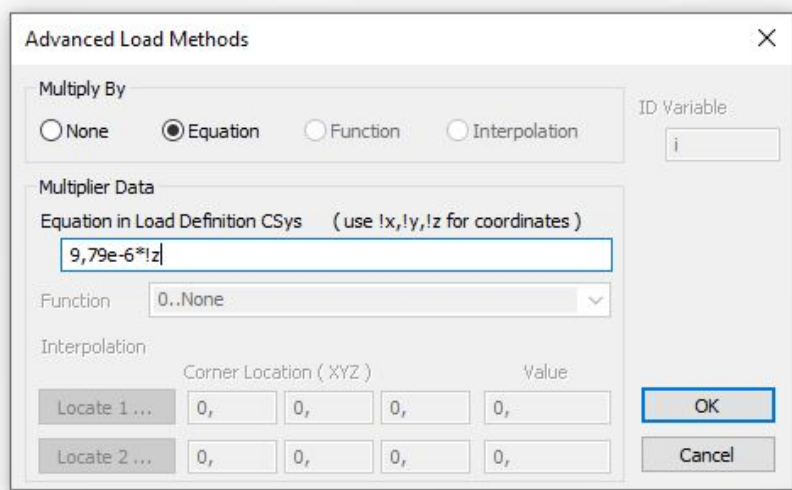 Advanced Load Methods
Multiply By
None Equation Function Interpolation
ID Variable
i
Multiplier Data
Equation in Load Definition CSys ( use !x,!y,!z for coordinates )
9,79e-6*!z
Function 0..None
Interpolation
Corner Location ( XYZ ) Value
Locate 1 ... 0, 0, 0, 0,
OK
Locate 2 ... 0, 0, 0, 0,
Cancel